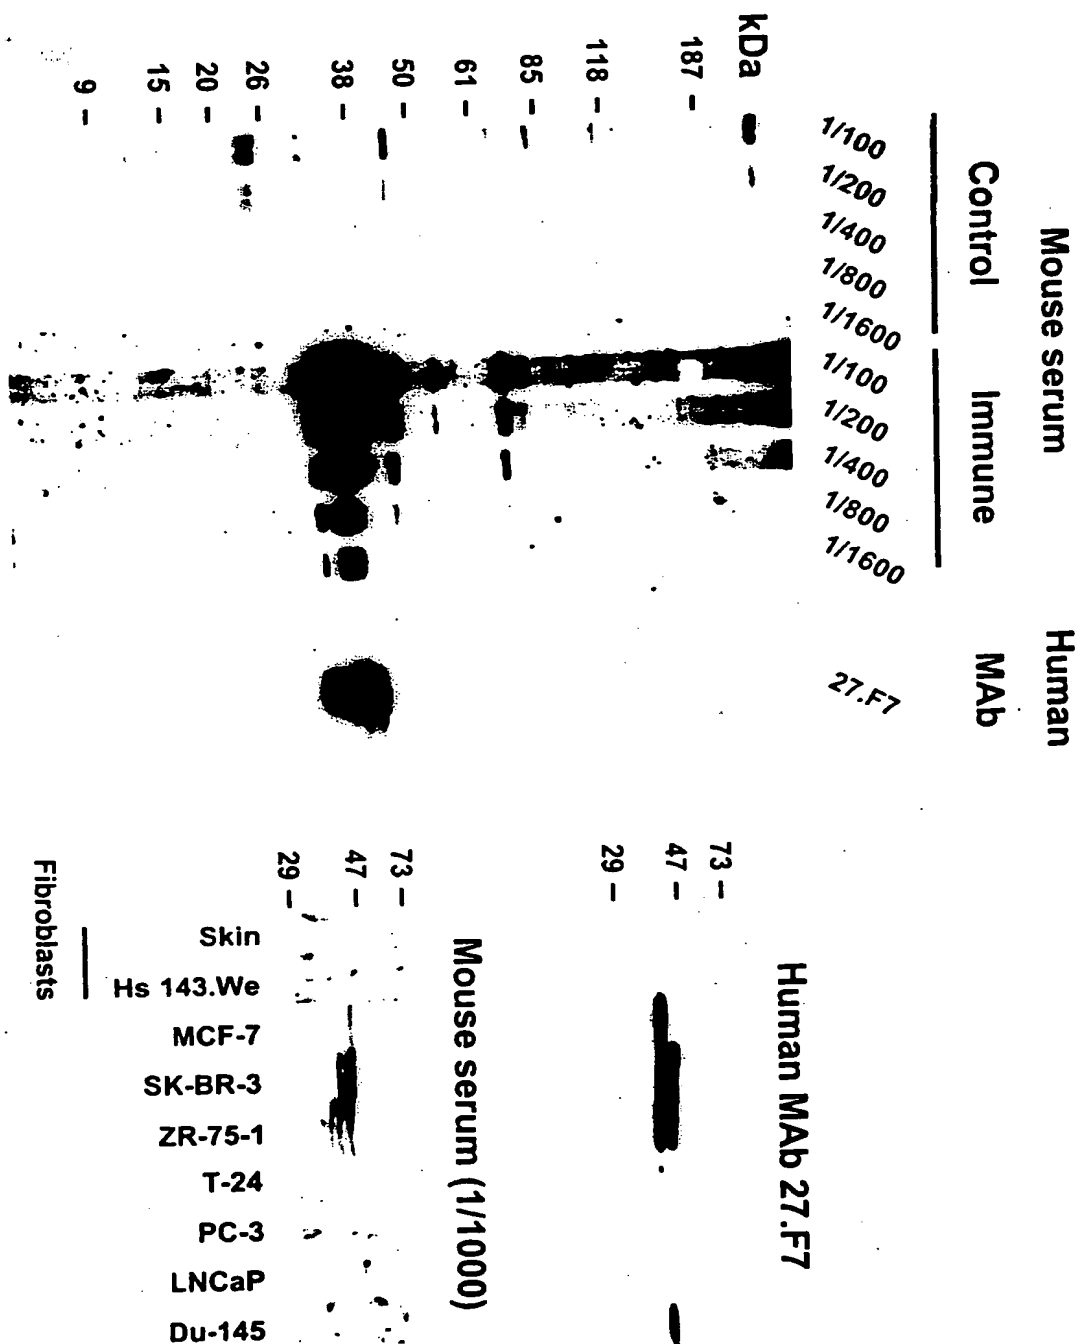 Mouse serum
Human
Control
Immune
MAb
kDa
1/100
1/200
1/400
1/800
1/1600
1/100
1/200
1/400
1/800
1/1600
27.F7
187 –
118 –
85 –
61 –
50 –
38 –
26 –
20 –
15 –
9 –
Human MAb 27.F7
73 –
47 –
29 –
Mouse serum (1/1000)
73 –
47 –
29 –
Skin
Hs 143.We
MCF-7
SK-BR-3
ZR-75-1
T-24
PC-3
LNCaP
Du-145
Fibroblasts